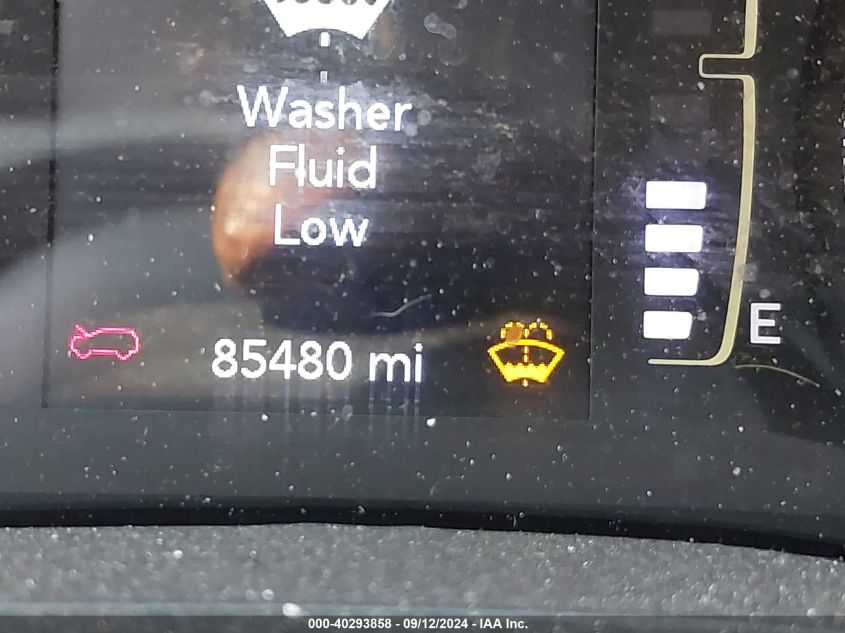 Washer
Fluid
Low
85480 mi
E
000-40293858 - 09/12/2024 - IAA Inc.